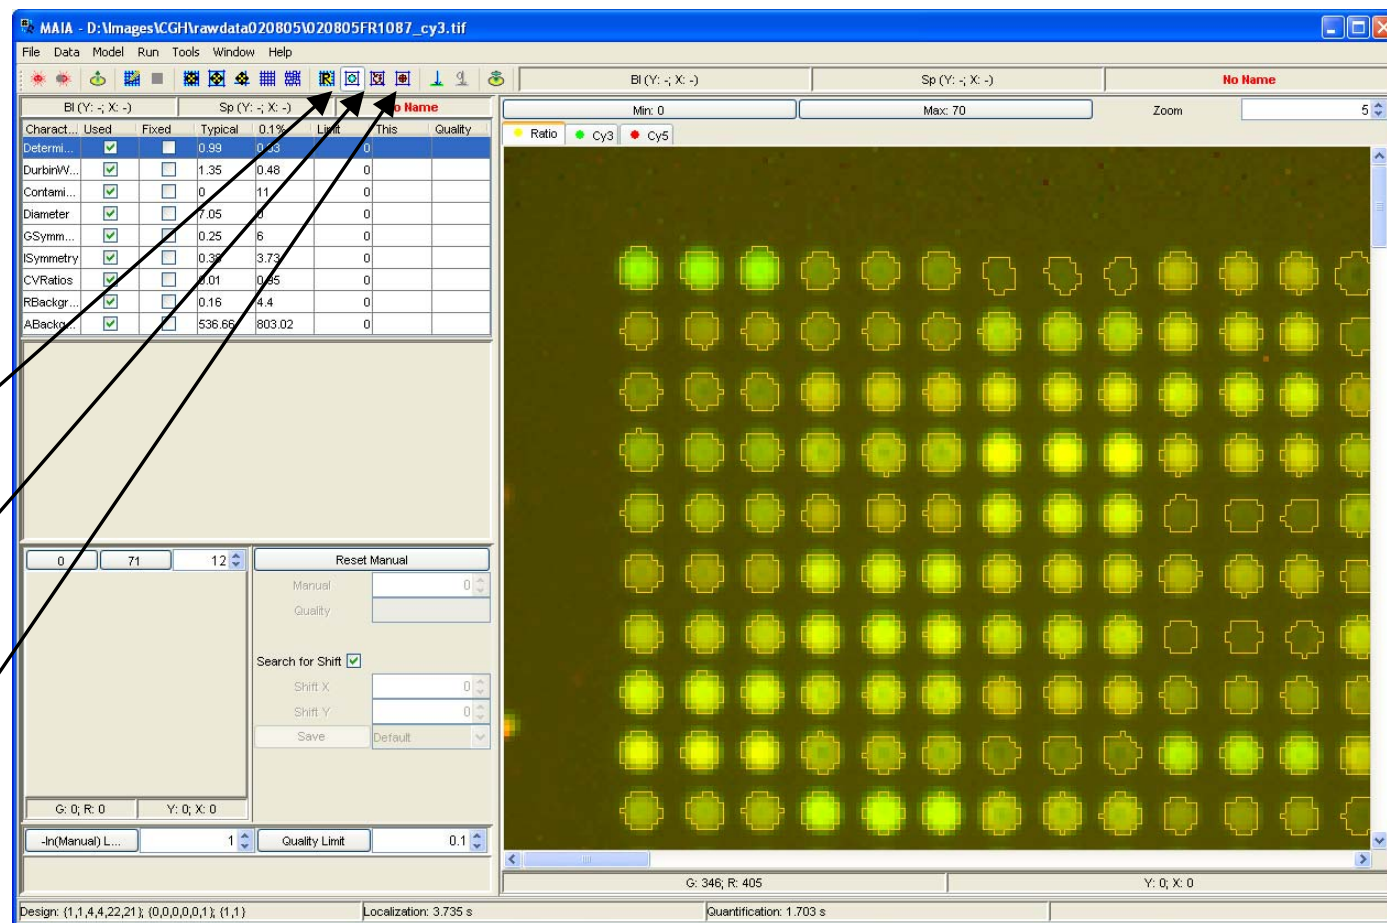 MAIA - D:\Images\CGH\rawdata020805\020805FR1087_cy3.tif
File Data Model Run Tools Window Help
Bl (Y: -; X: -) Sp (Y: -; X: -) No Name
Bl (Y: -; X: -) Sp (Y: -; X: -) o Name
Min: 0 Max: 70 Zoom 5
Ratio Cy3 Cy5
Charact... Used Fixed Typical 0.1% Limit This Quality
Determi... 0.99 0.93 0
DurbinW... 1.35 0.48 0
Contami... 0 11 0
Diameter 7.05 0
GSymm... 0.25 6 0
ISymmetry 3.73 0
CVRatios 0.01 0
RBackgr... 0.16 4.4 0
ABackg... 536.66 803.02 0
0 71 12 Reset Manual
Manual 0
Quality
Search for Shift
Shift X 0
Shift Y 0
Save Default
G: 0; R: 0 Y: 0; X: 0
-ln(Manual) L... 1 Quality Limit 0.1
G: 346; R: 405 Y: 0; X: 0
Design: {1,1,4,4,22,21}; {0,0,0,0,0,1}; {1,1} Localization: 3.735 s Quantification: 1.703 s